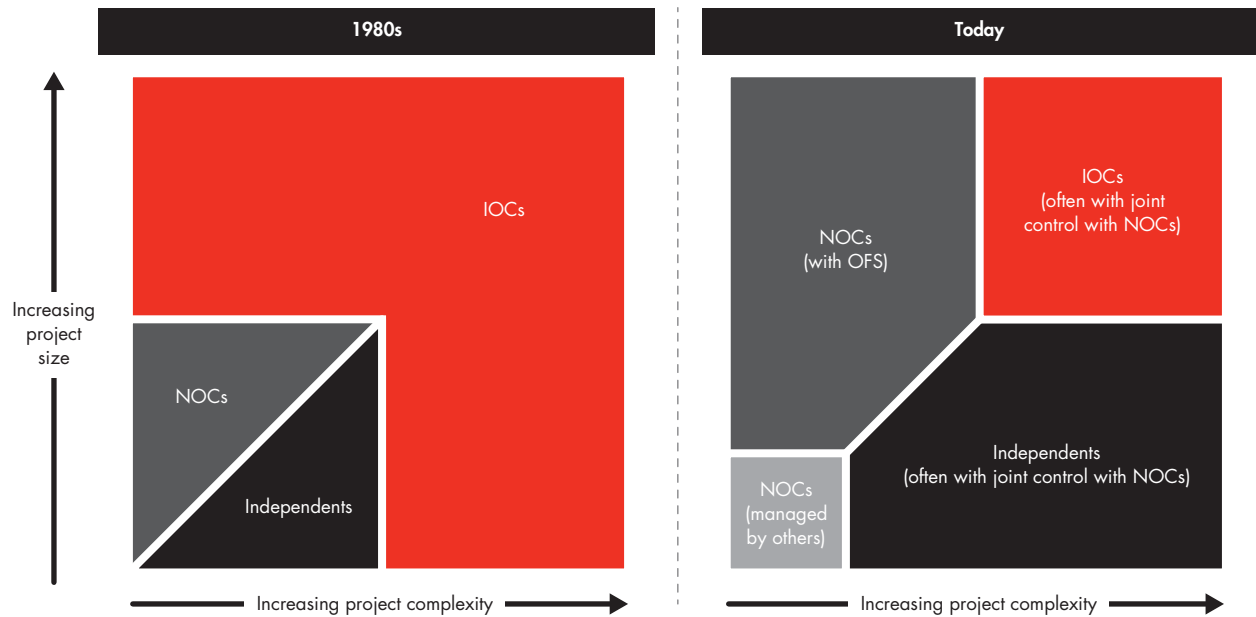 1980s
IOCs
NOCs
Independents
Increasing
project
size
Increasing project complexity
Today
NOCs
(with OFS)
IOCs
(often with joint
control with NOCs)
Independents
(often with joint control with NOCs)
NOCs
(managed
by others)
Increasing project complexity